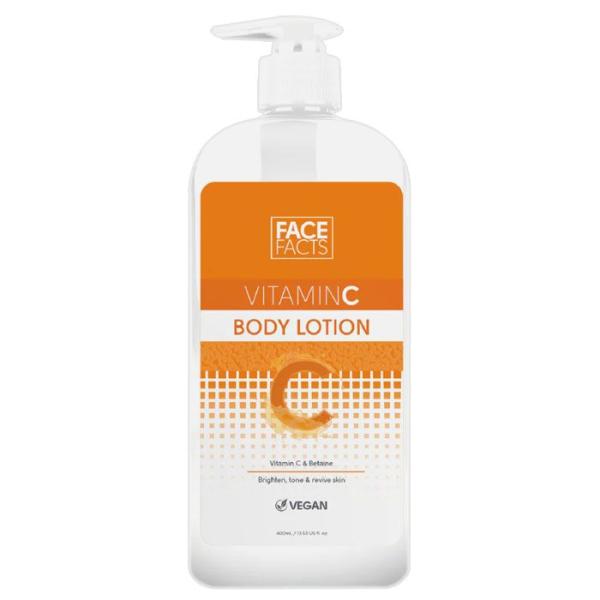 FACE
FACTS
VITAMINC
BODY LOTION
C
Vitamin C & Betaine
Brighten, tone & revive skin
VEGAN
400mL / 13.53 US fl oz